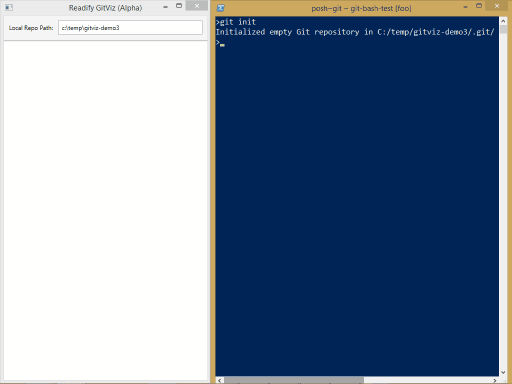 Readify GitViz (Alpha)
Local Repo Path:
c:\temp\gitviz-demo3
posh~git ~ git-bash-test [foo]
>git init
Initialized empty Git repository in C:/temp/gitviz-demo3/.git/
>_